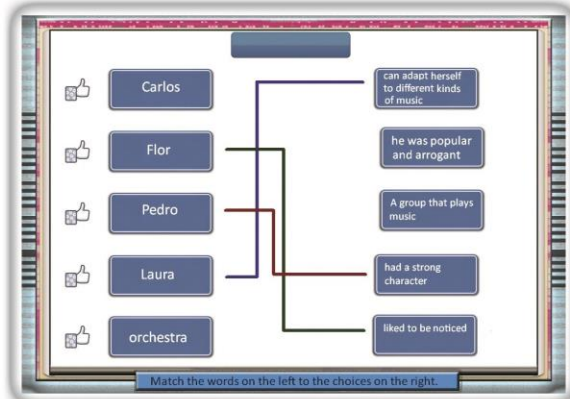 Carlos
can adapt herself
to different kinds
of music
Flor
he was popular
and arrogant
Pedro
A group that plays
music
Laura
had a strong
character
orchestra
liked to be noticed
Match the words on the left to the choices on the right.